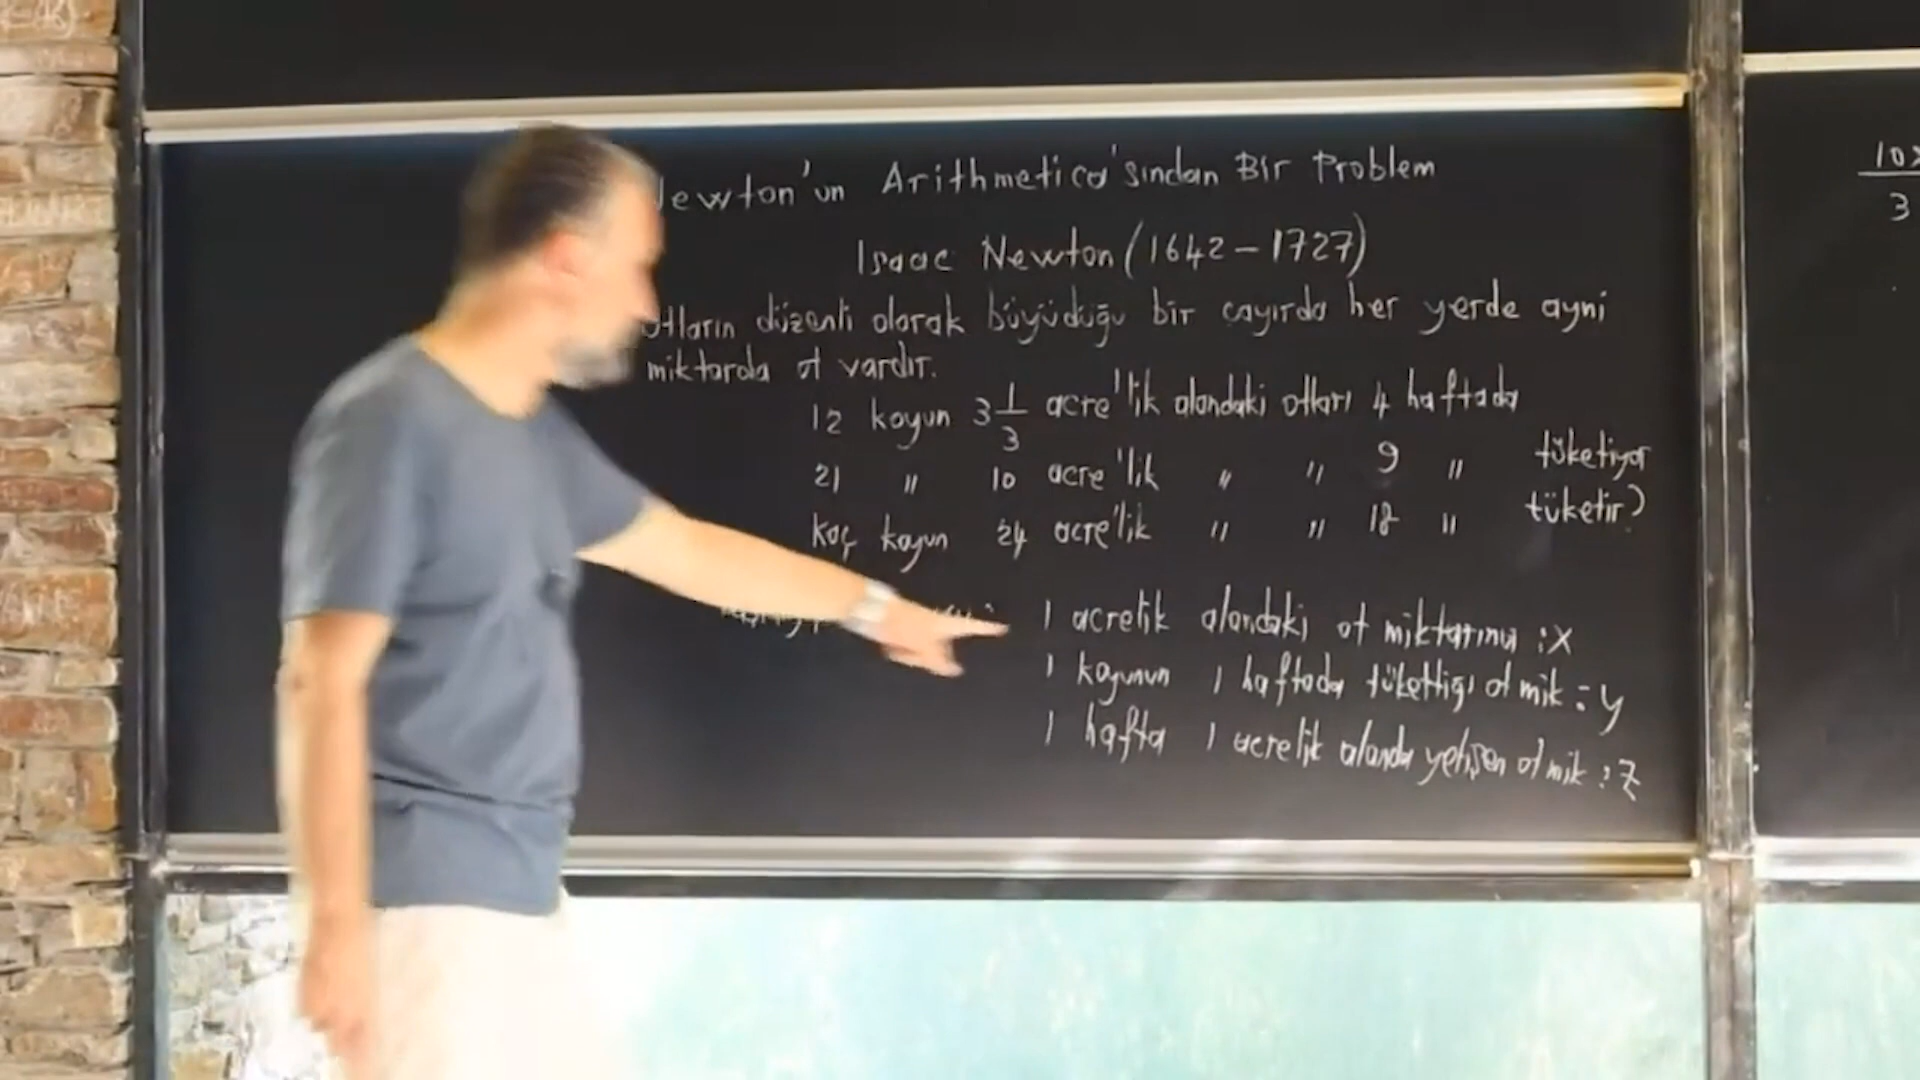 Newton'un Arithmetica'sından Bir Problem
Isaac Newton (1642 - 1727)
otların düzenli olarak büyüdüğü bir çayırda her yerde ayni
miktarda ot vardır.
12 koyun 3 1/3 acre'lik alandaki otları 4 haftada
21 " 10 acre'lik " " 9 " tüketiyor
kaç koyun 24 acre'lik " " 18 " tüketir?
1 acrelik alandaki ot miktarını : x
1 koyunun 1 haftada tükettiği ot mik : y
1 hafta 1 acrelik alanda yetişen ot mik : z
10x
3